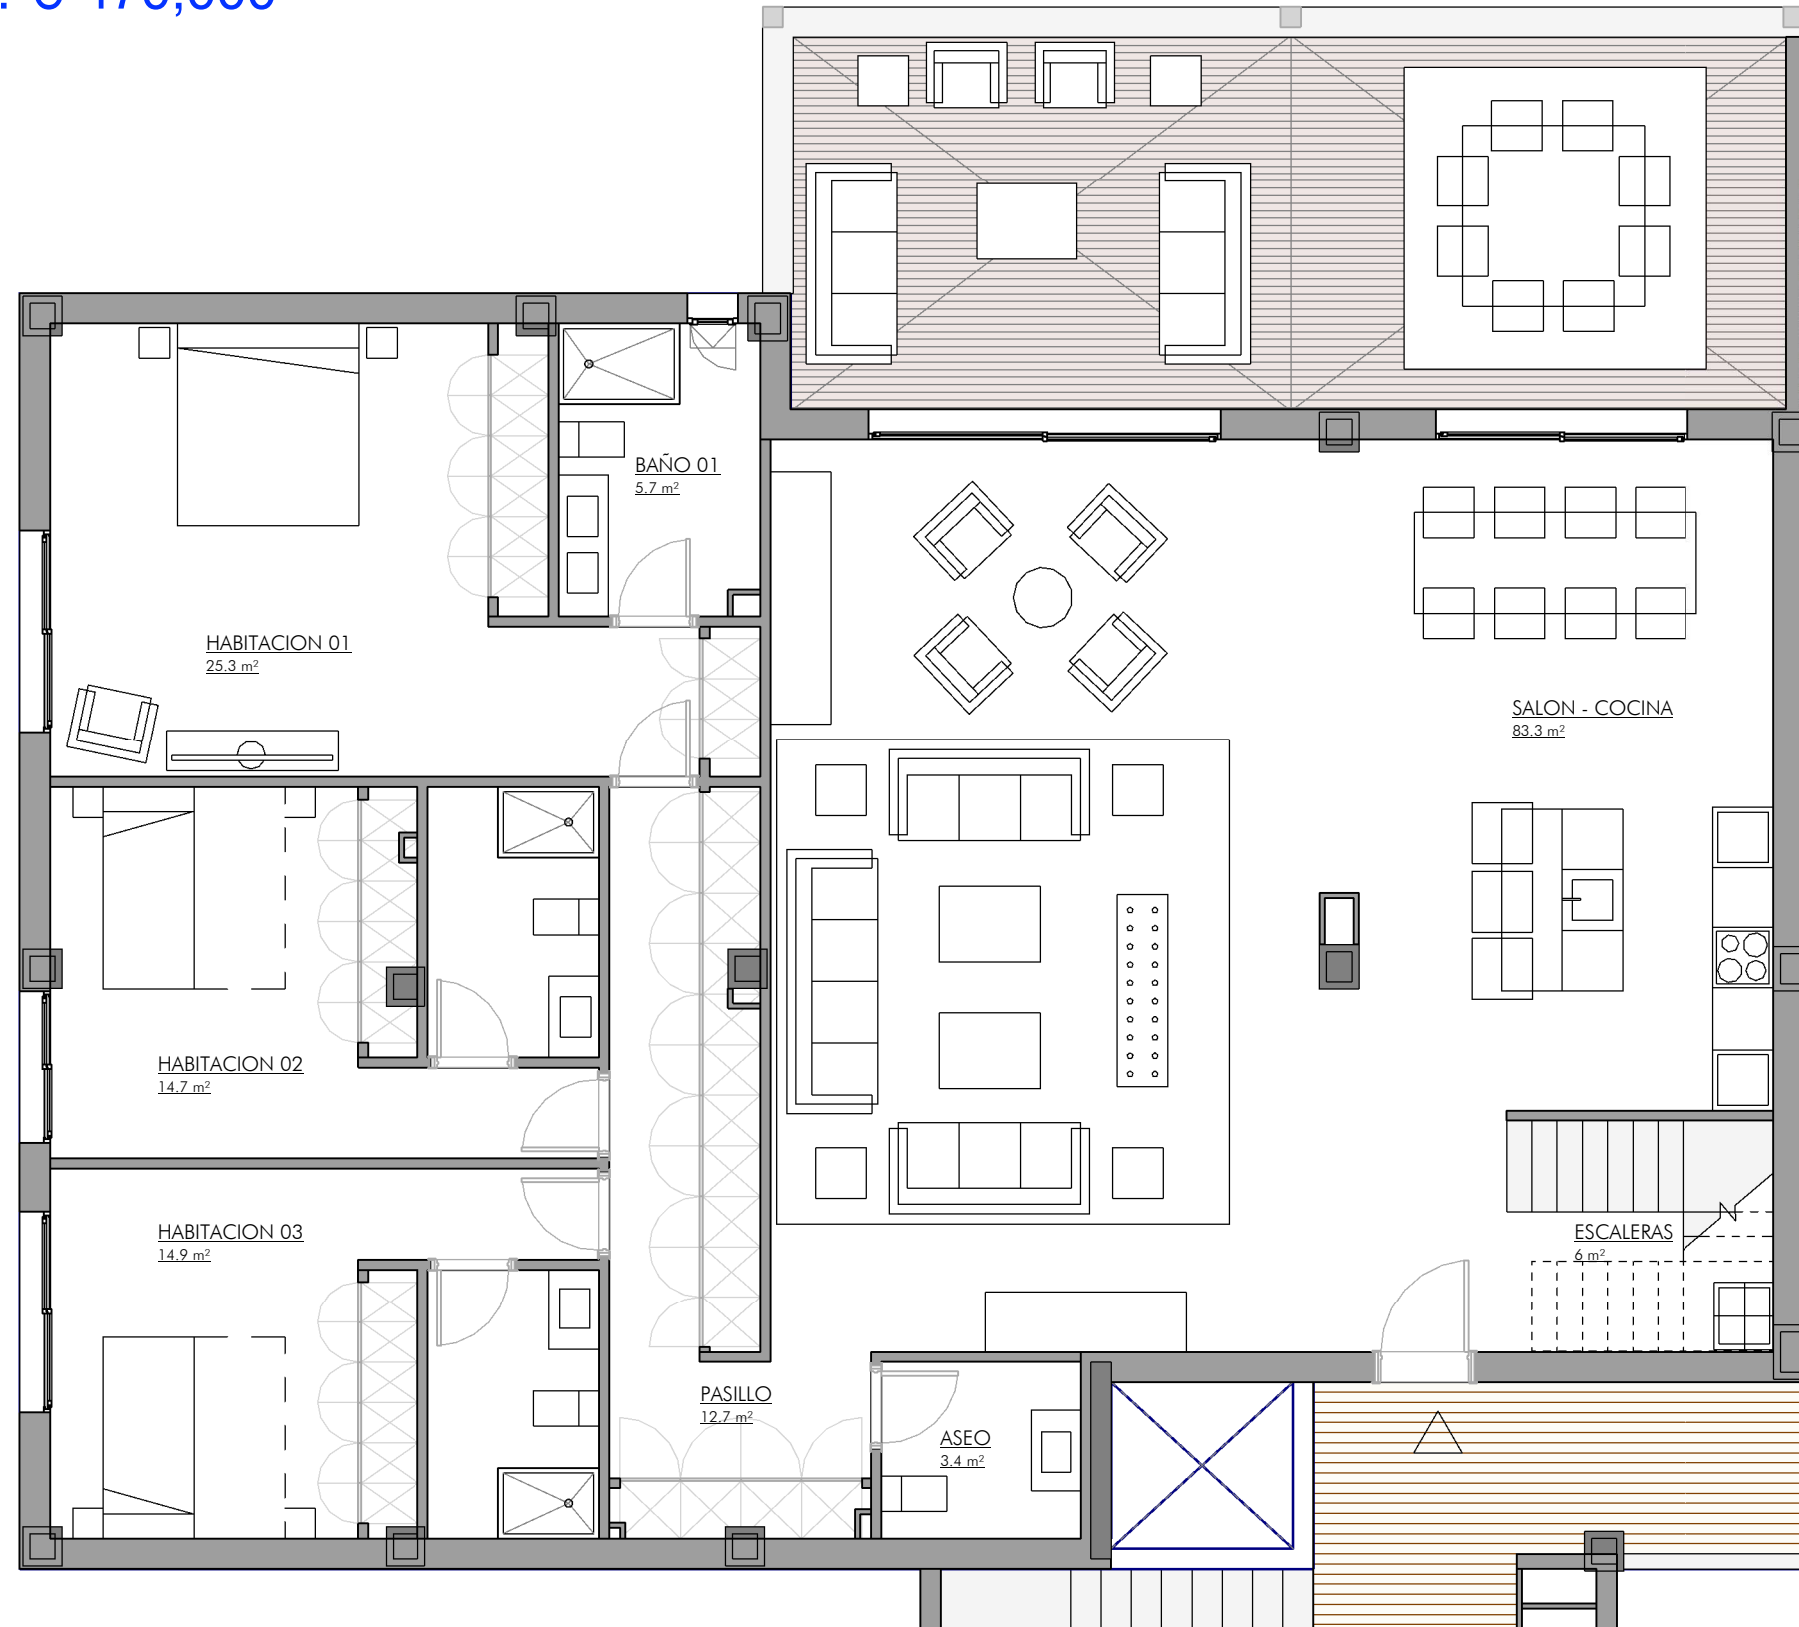 BAÑO 01
5.7 m²
HABITACION 01
25.3 m²
SALON - COCINA
83.3 m²
HABITACION 02
14.7 m²
HABITACION 03
14.9 m²
ESCALERAS
6 m²
PASILLO
12.7 m²
ASEO
3.4 m²